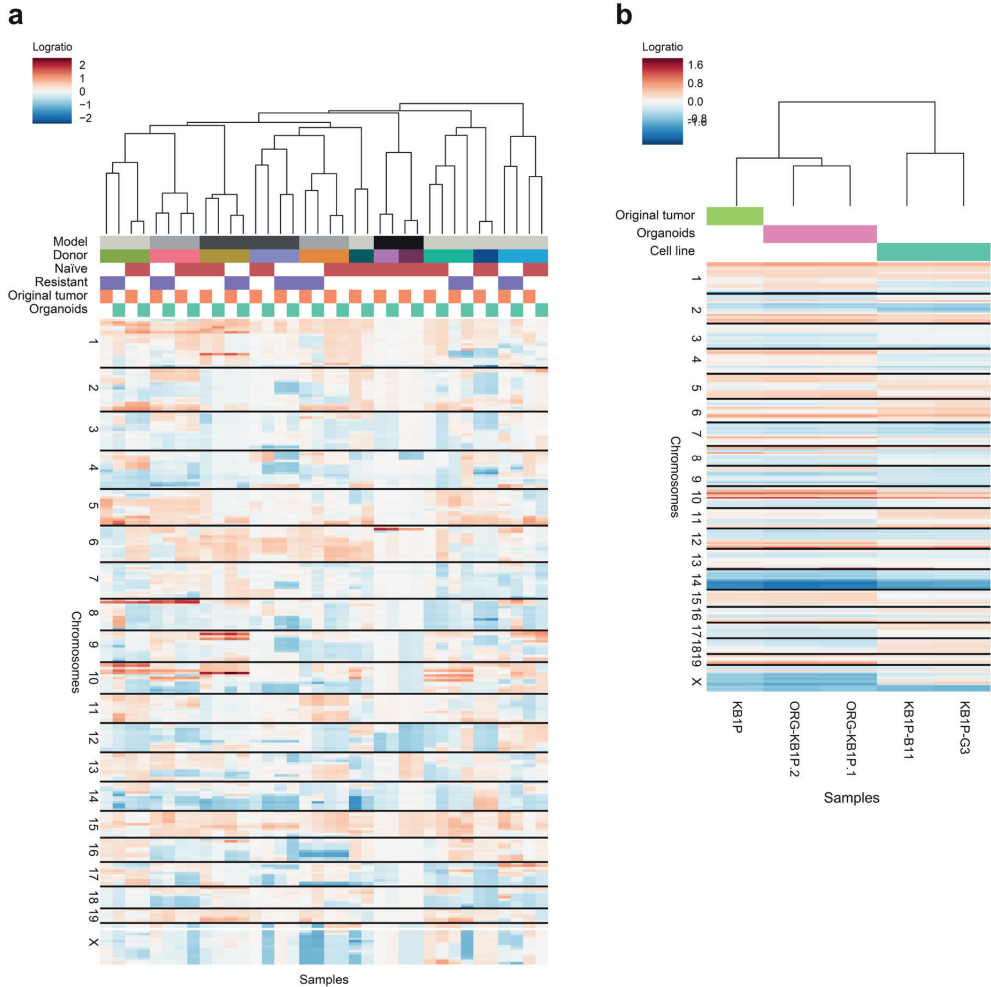 a
Logratio
2
1
0
−1
−2
Model
Donor
Naïve
Resistant
Original tumor
Organoids
Chromosomes
1
2
3
4
5
6
7
8
9
10
11
12
13
14
15
16
17
18
19
X
Samples
b
Logratio
1.6
0.8
0.0
−0.8
−1.6
Original tumor
Organoids
Cell line
Chromosomes
1
2
3
4
5
6
7
8
9
10
11
12
13
14
15
16
17
18
19
X
KB1P
ORG-KB1P.2
ORG-KB1P.1
KB1P-B11
KB1P-G3
Samples